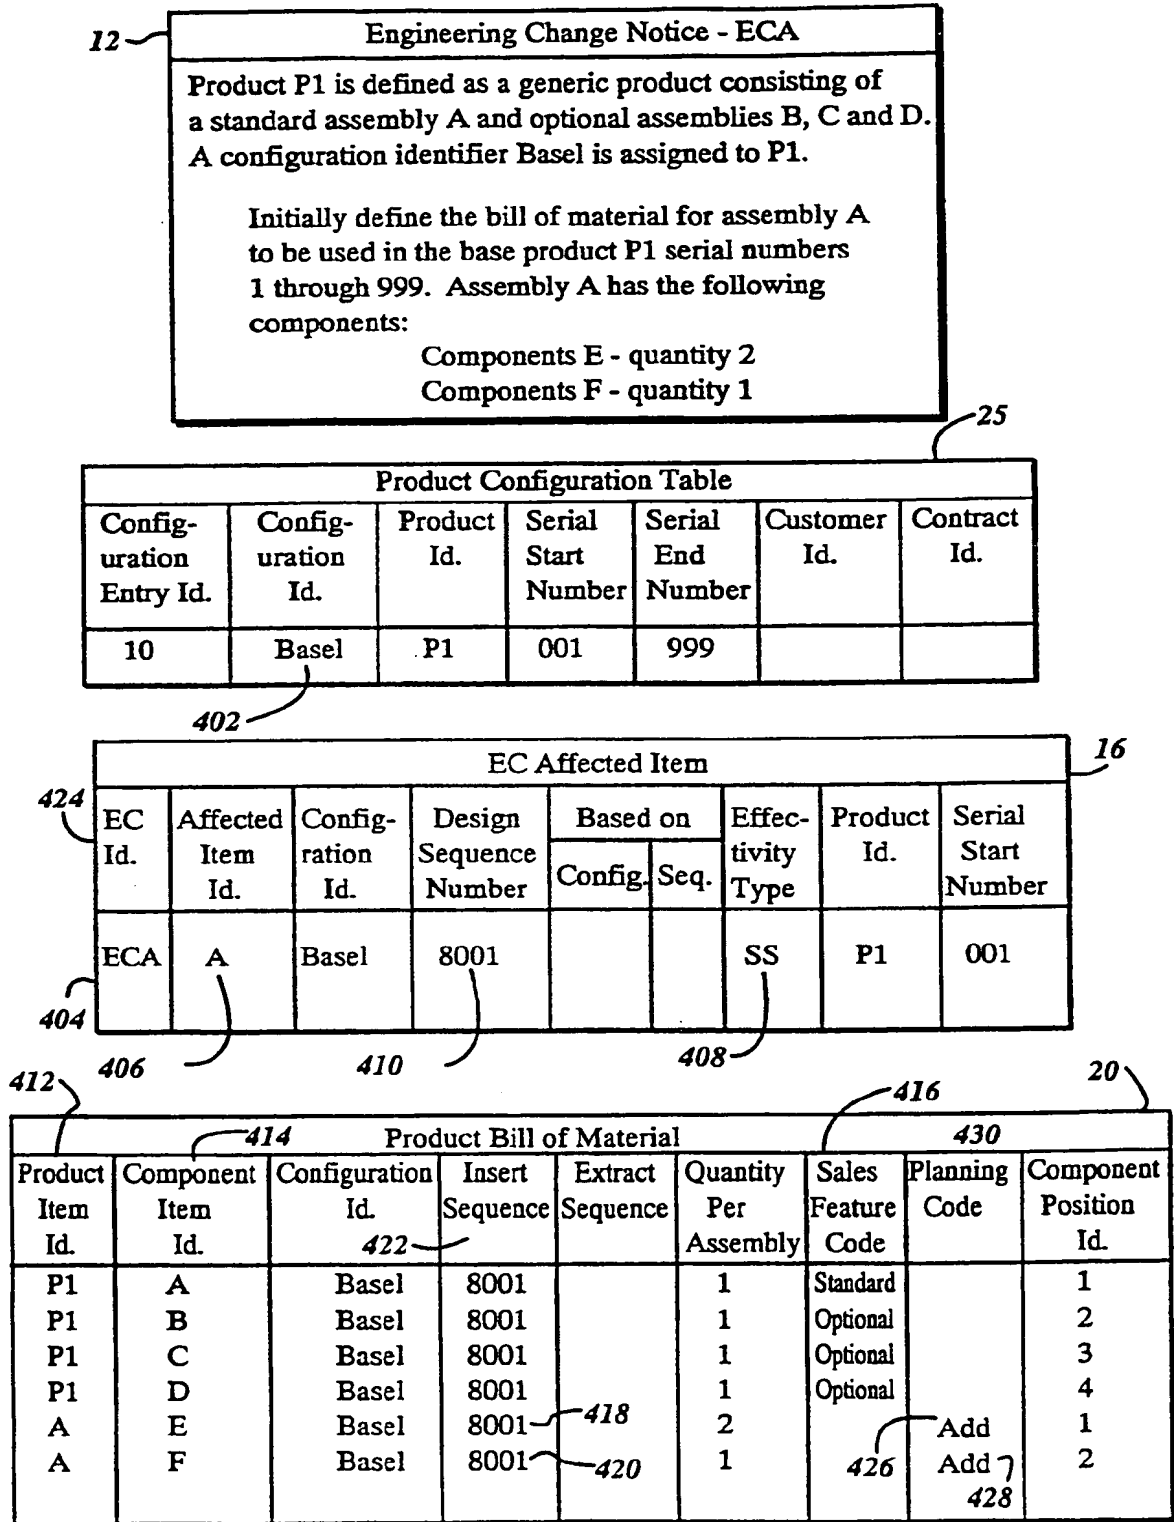 12
Engineering Change Notice - ECA
Product P1 is defined as a generic product consisting of
a standard assembly A and optional assemblies B, C and D.
A configuration identifier Basel is assigned to P1.
Initially define the bill of material for assembly A
to be used in the base product P1 serial numbers
1 through 999. Assembly A has the following
components:
Components E - quantity 2
Components F - quantity 1
25
Product Configuration Table
Config- Config- Product Serial Serial Customer Contract
uration uration Id. Start End Id. Id.
Entry Id. Id. Number Number
10 Basel P1 001 999
402
EC Affected Item
16
424
EC Affected Config- Design Based on Effec- Product Serial
Id. Item ration Sequence Config. Seq. tivity Id. Start
Id. Id. Number Type Number
ECA A Basel 8001 SS P1 001
404
406 410 408
412 416 20
414 Product Bill of Material 430
Product Component Configuration Insert Extract Quantity Sales Planning Component
Item Item Id. Sequence Sequence Per Feature Code Position
Id. Id. 422 Assembly Code Id.
P1 A Basel 8001 1 Standard 1
P1 B Basel 8001 1 Optional 2
P1 C Basel 8001 1 Optional 3
P1 D Basel 8001 1 Optional 4
A E Basel 8001 418 2 Add 1
A F Basel 8001 420 1 426 Add 2
428